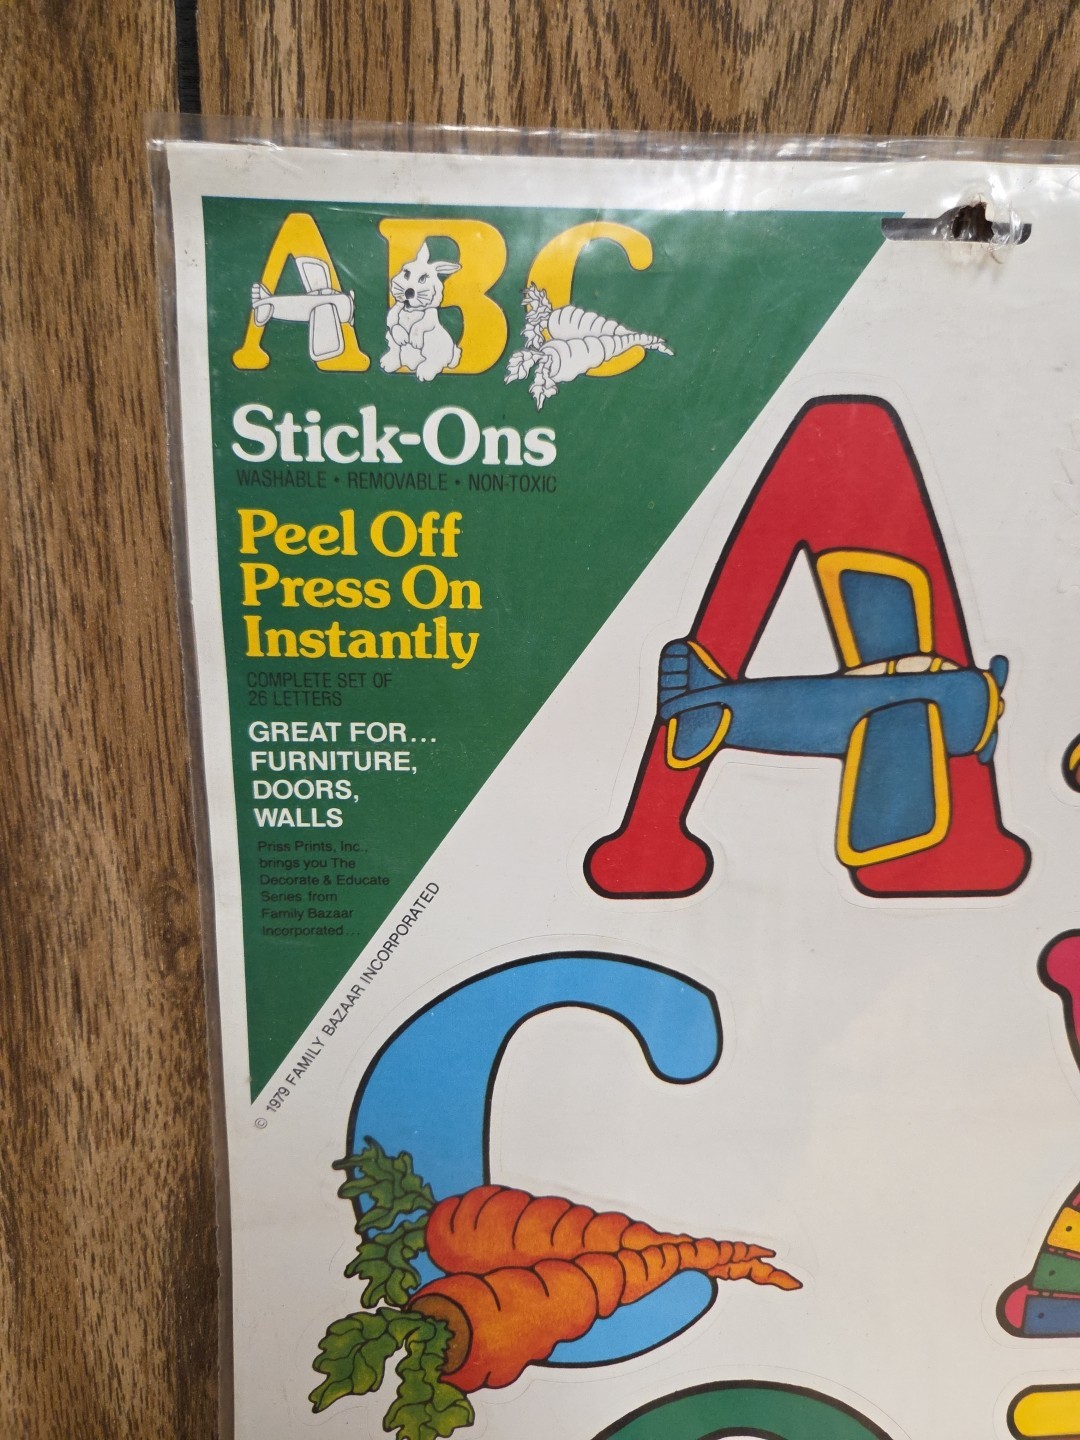 ABC
Stick-Ons
WASHABLE • REMOVABLE • NON-TOXIC
Peel Off
Press On
Instantly
COMPLETE SET OF
26 LETTERS
GREAT FOR...
FURNITURE,
DOORS,
WALLS
Priss Prints, Inc..
brings you The
Decorate & Educate
Series from
Family Bazaar
Incorporated...
© 1979 FAMILY BAZAAR INCORPORATED
A
C